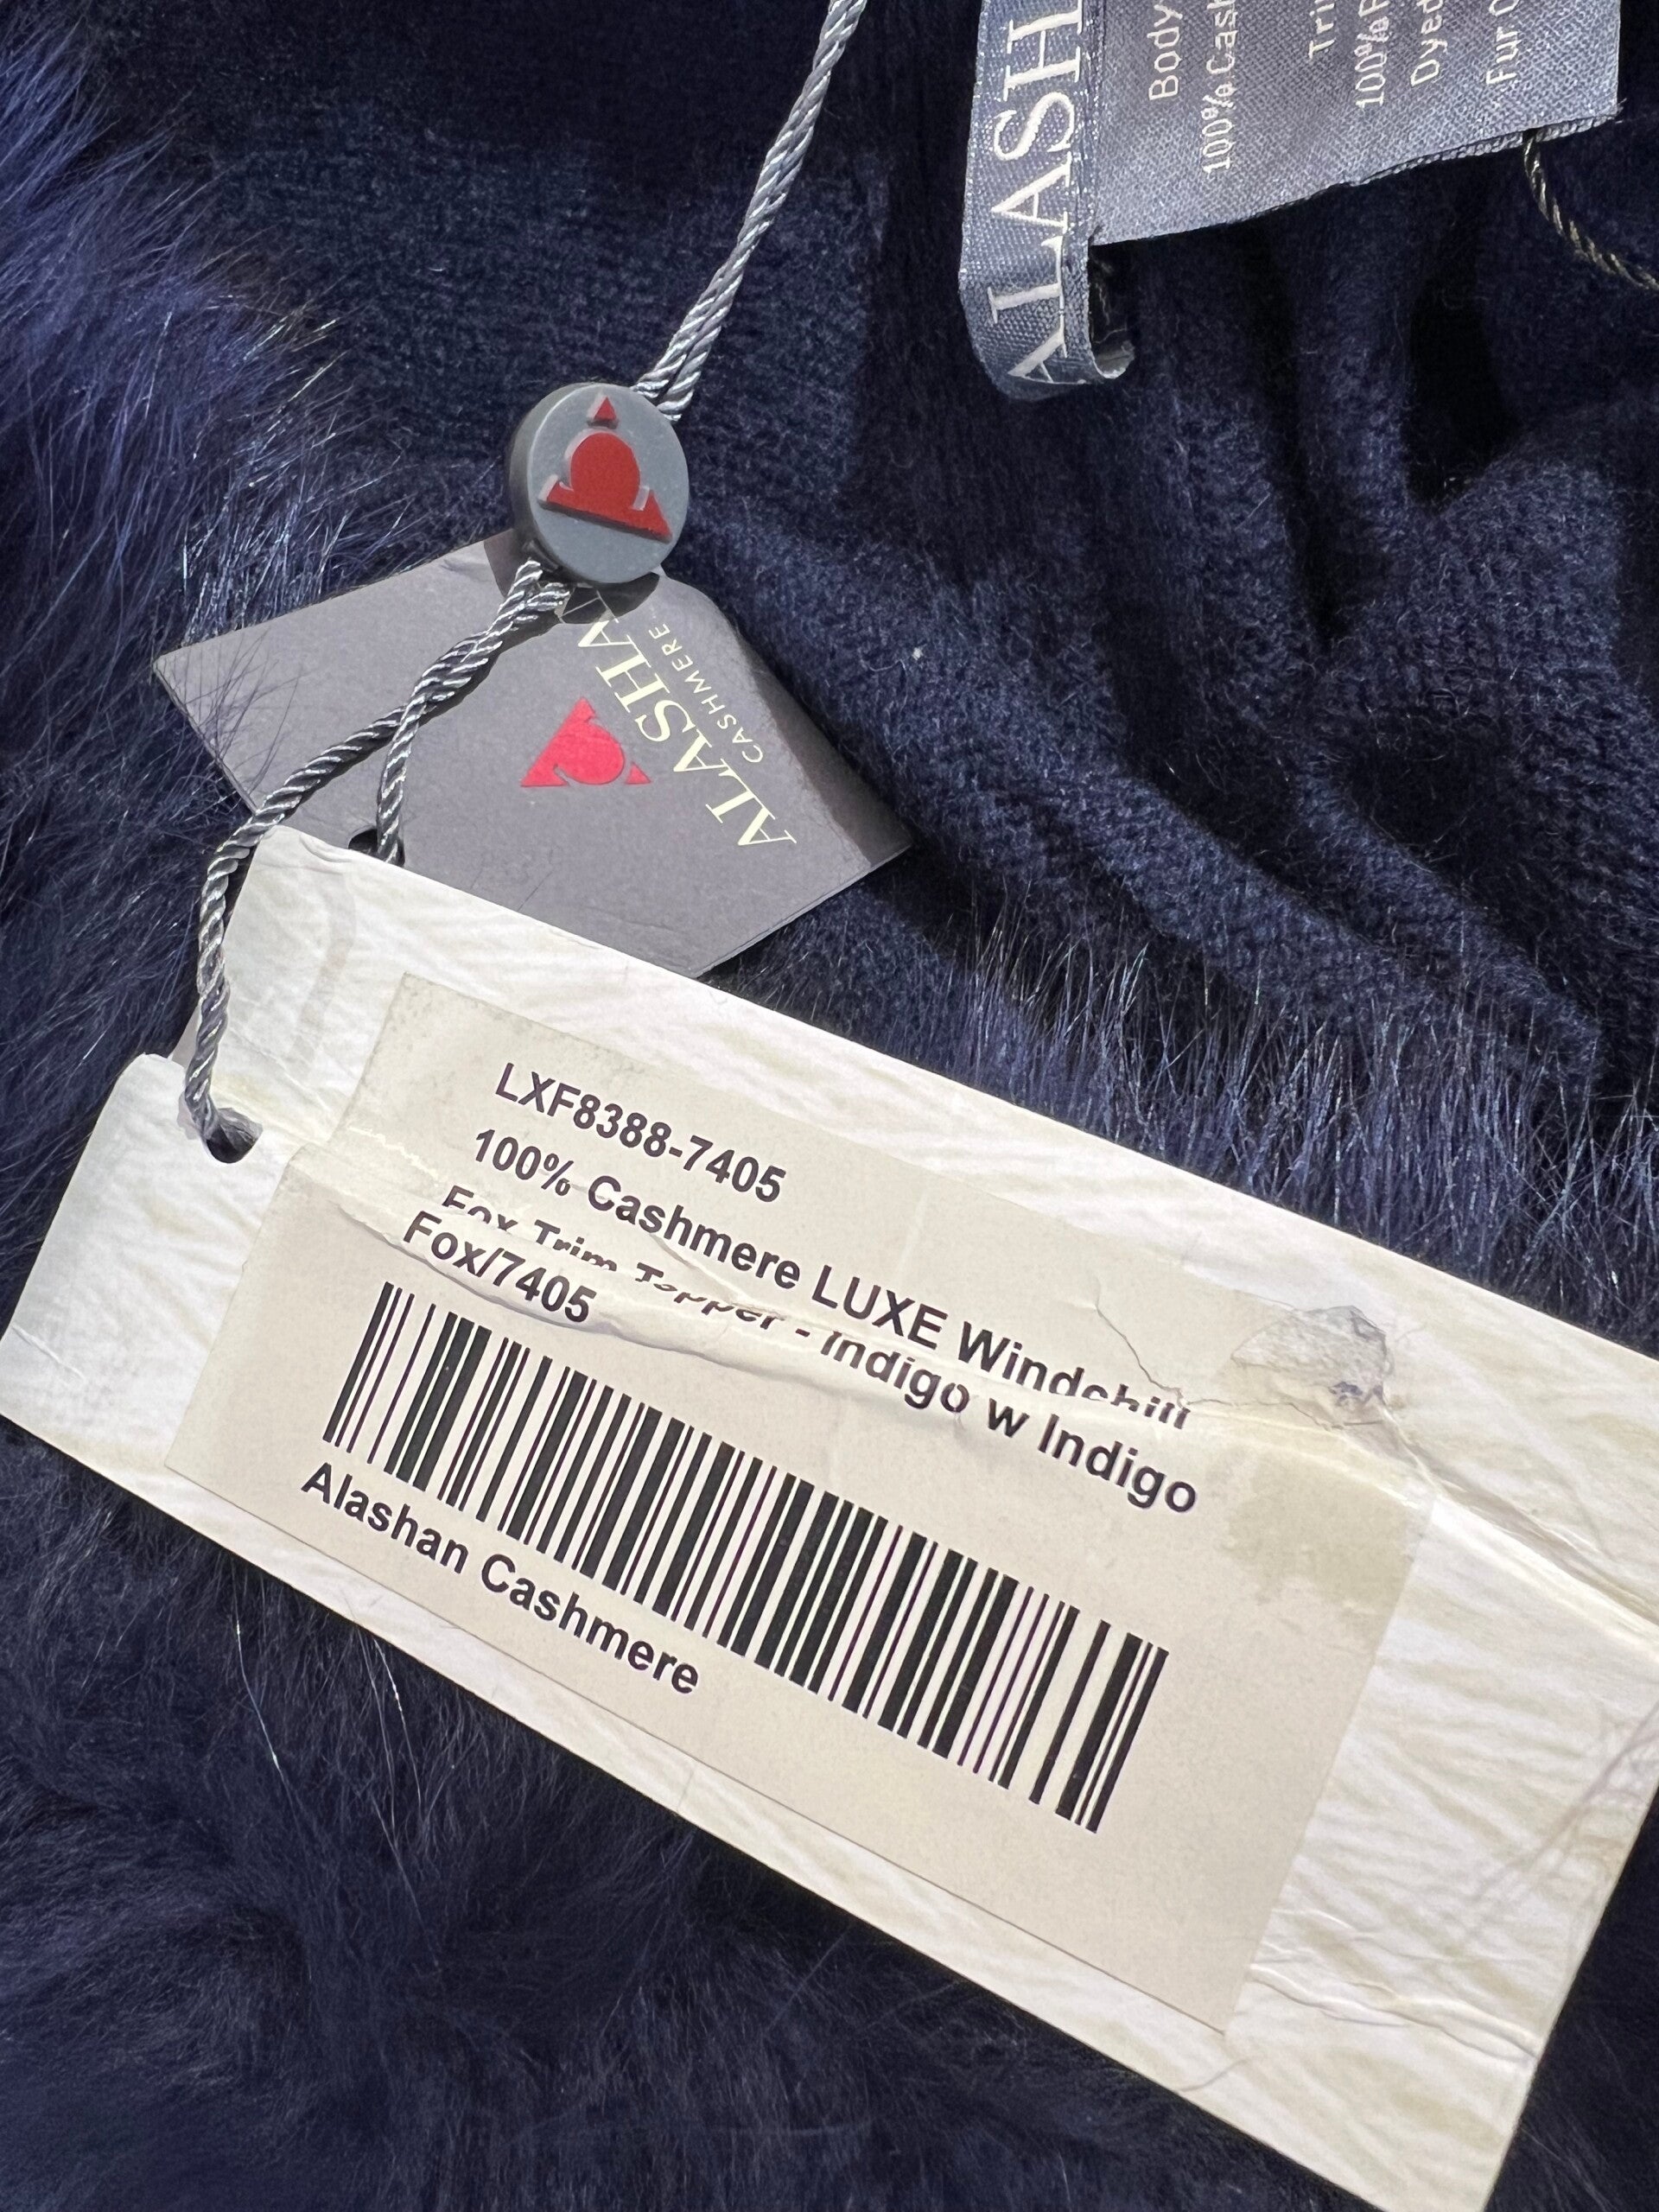 ALASH
Body
100% Cash
Tri
100% F
Dyed
Fur O
ALASHA
CASHMERE
LXF8388-7405
100% Cashmere LUXE Windchill
Fox Trim Topper - Indigo w Indigo
Fox/7405
Alashan Cashmere